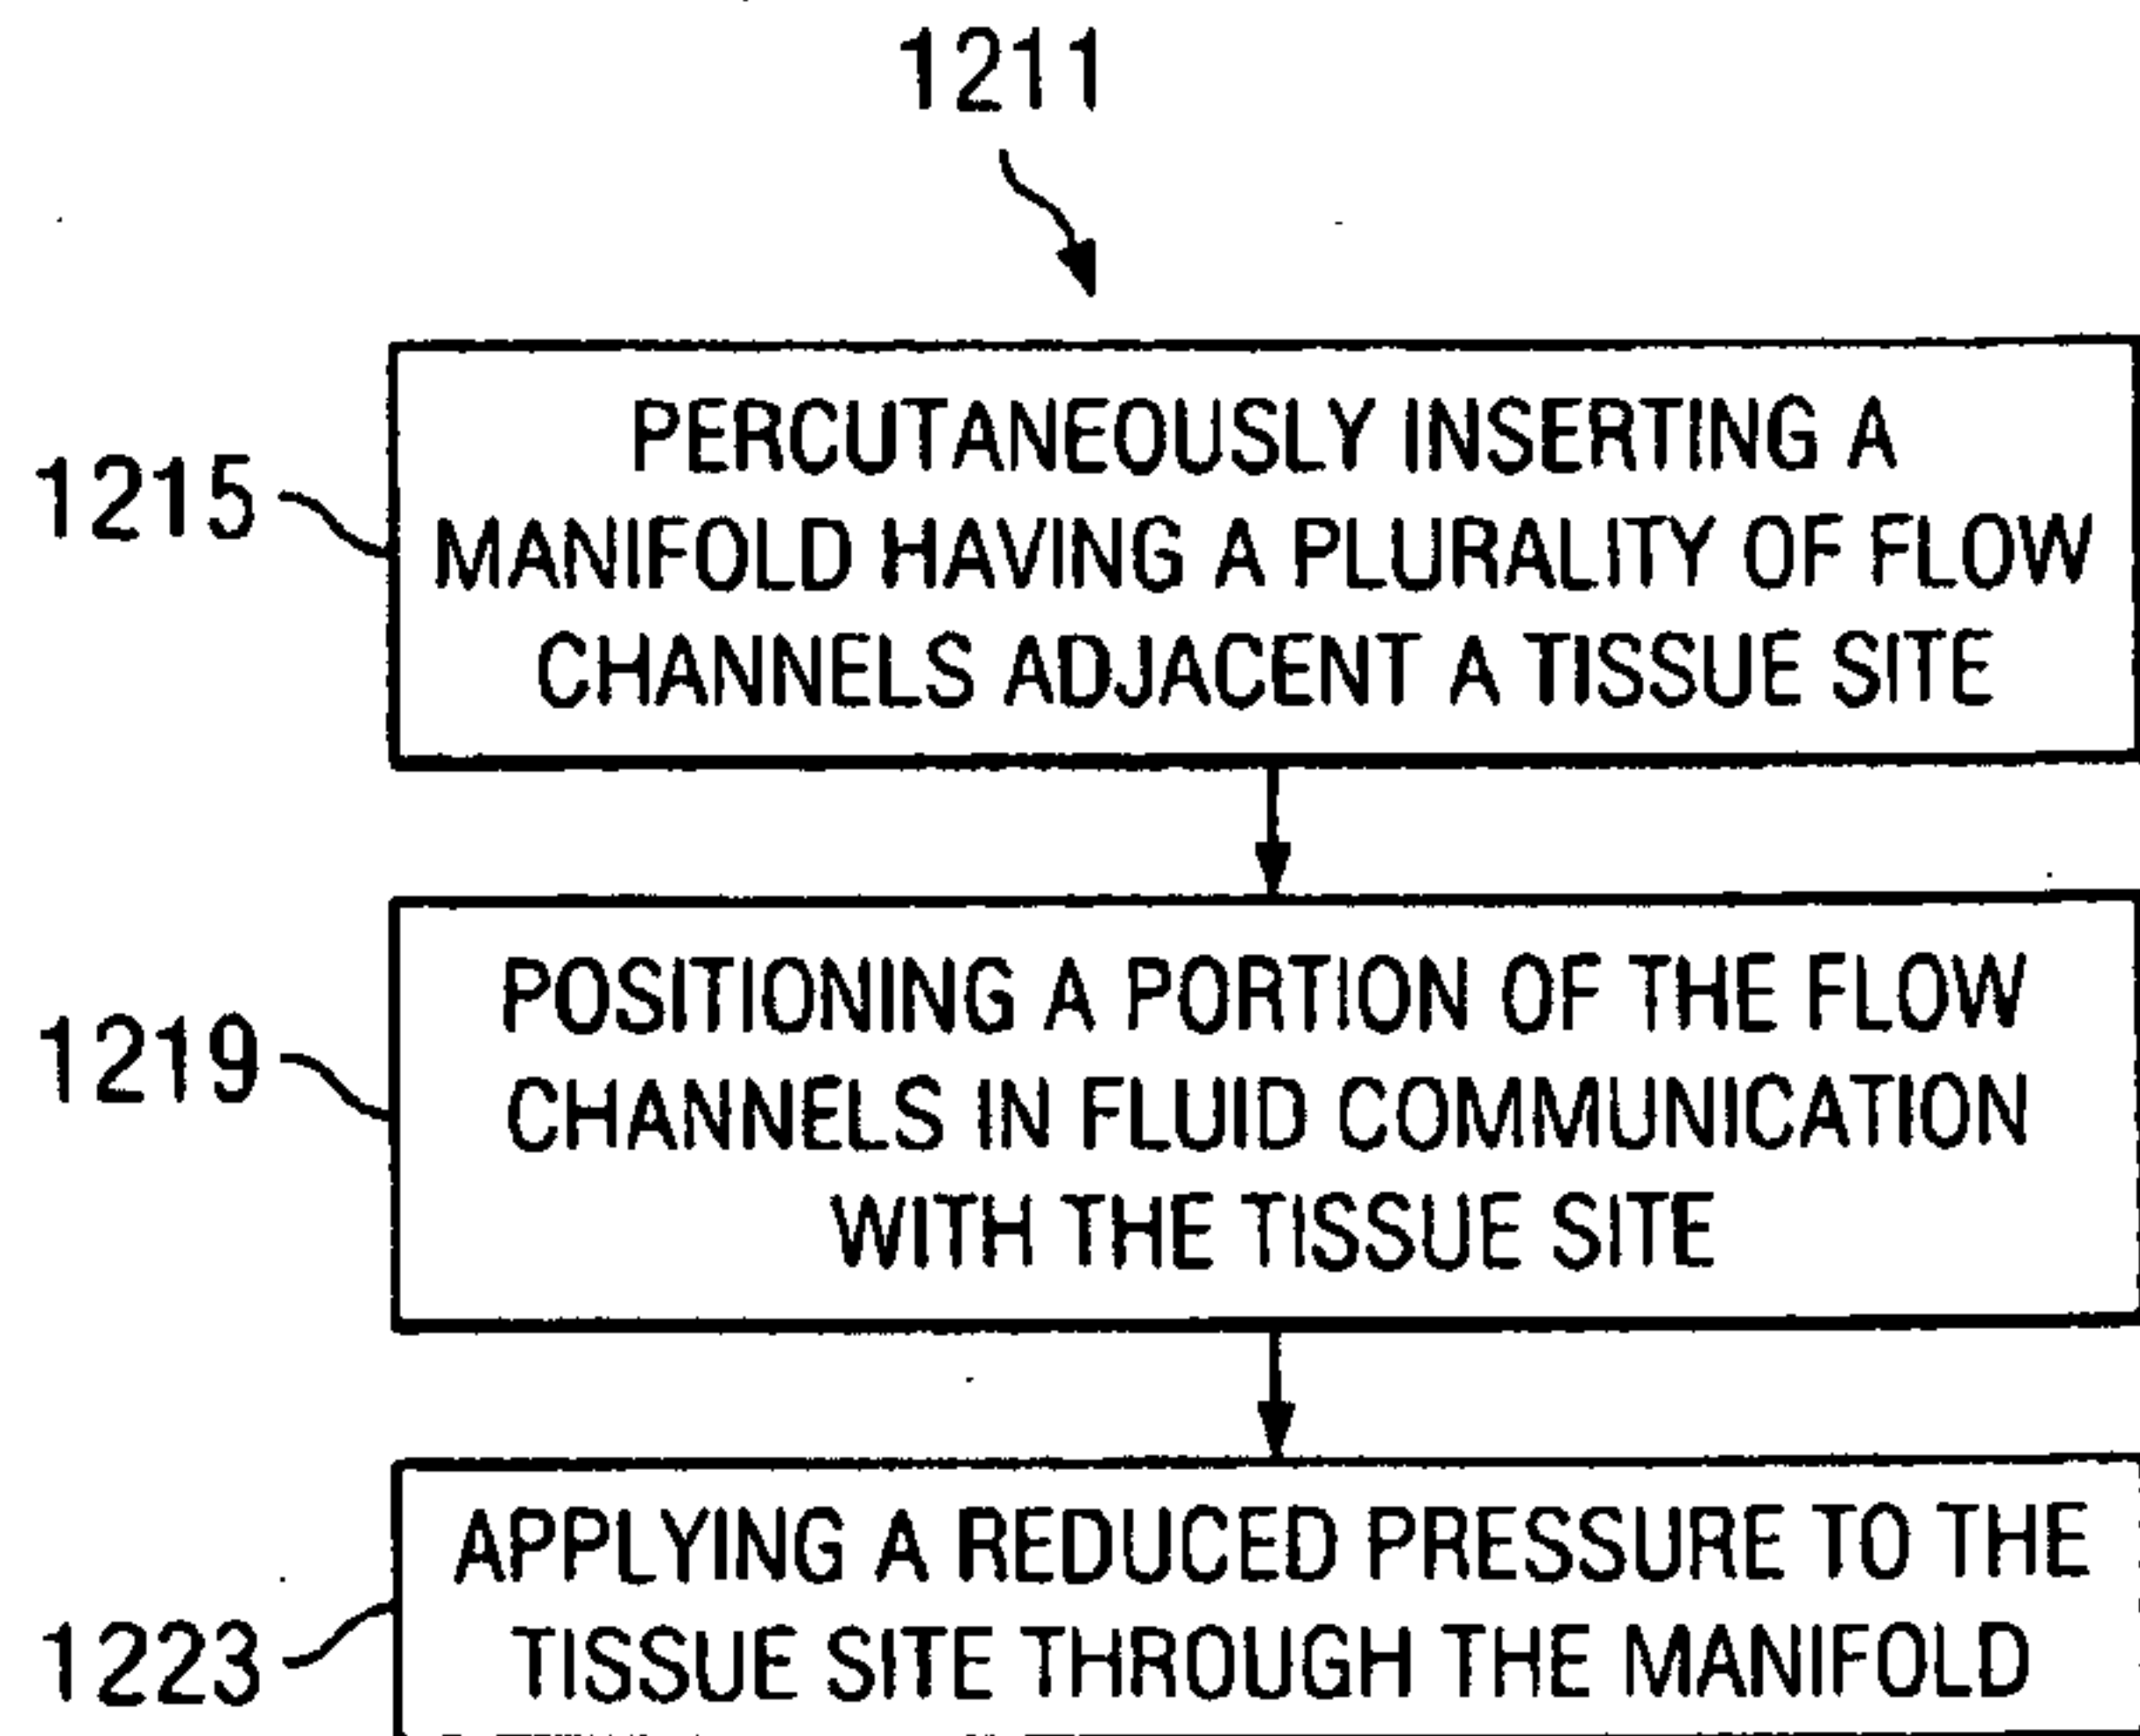 1211
1215
PERCUTANEOUSLY INSERTING A
MANIFOLD HAVING A PLURALITY OF FLOW
CHANNELS ADJACENT A TISSUE SITE
1219
POSITIONING A PORTION OF THE FLOW
CHANNELS IN FLUID COMMUNICATION
WITH THE TISSUE SITE
1223
APPLYING A REDUCED PRESSURE TO THE
TISSUE SITE THROUGH THE MANIFOLD